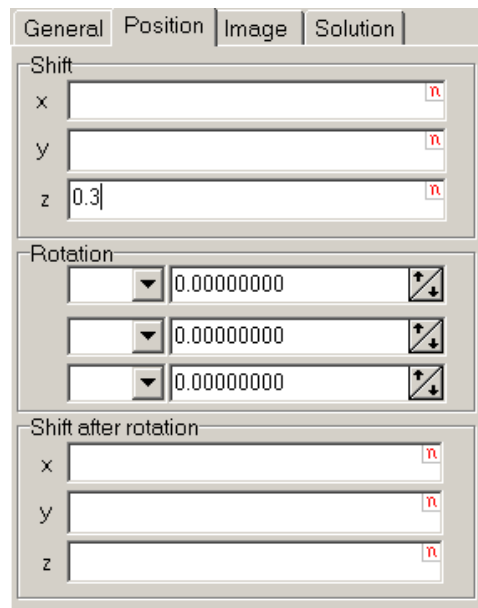 General Position Image Solution
Shift
x n
y n
z 0.3 n
Rotation
0.00000000
0.00000000
0.00000000
Shift after rotation
x n
y n
z n